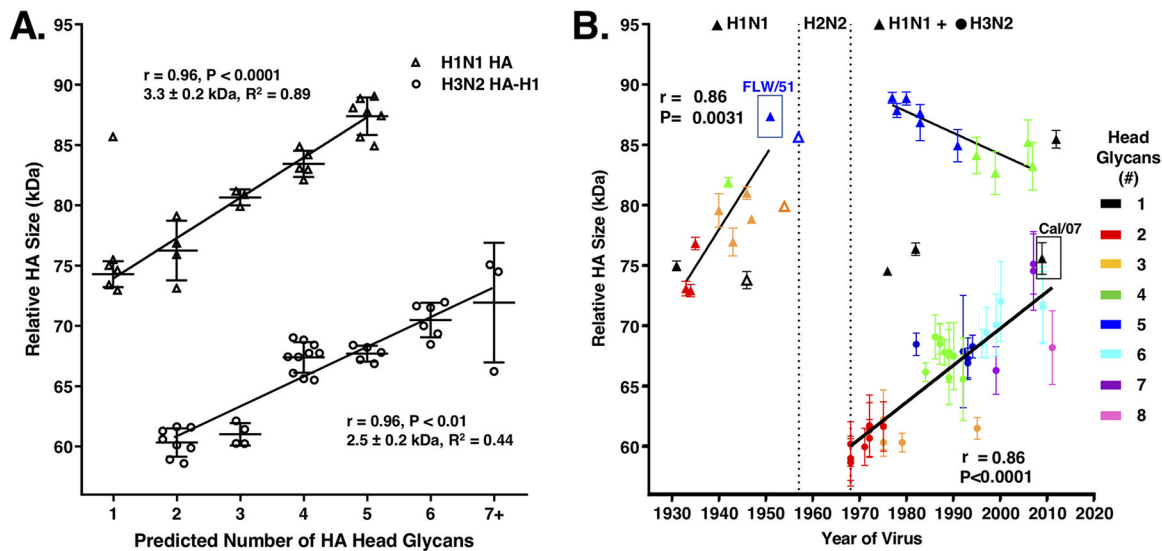 A.
Relative HA Size (kDa)
95
90
85
80
75
70
65
60
r = 0.96, P < 0.0001
3.3 ± 0.2 kDa, R² = 0.89
H1N1 HA
H3N2 HA-H1
r = 0.96, P < 0.01
2.5 ± 0.2 kDa, R² = 0.44
1 2 3 4 5 6 7+
Predicted Number of HA Head Glycans
B.
H1N1 H2N2 H1N1 + H3N2
Relative HA Size (kDa)
95
90
85
80
75
70
65
60
FLW/51
r = 0.86
P= 0.0031
Cal/07
r = 0.86
P<0.0001
1930 1940 1950 1960 1970 1980 1990 2000 2010 2020
Year of Virus
Head
Glycans
(#)
1
2
3
4
5
6
7
8